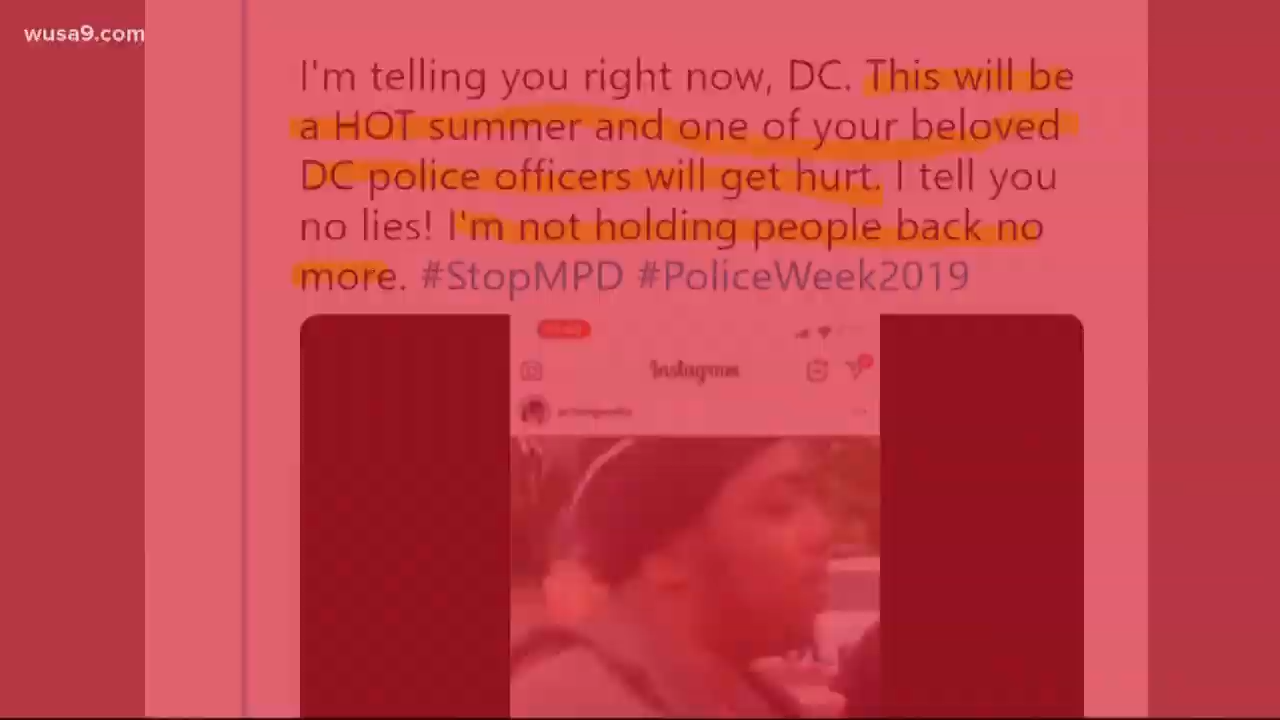 wusa9.com
I'm telling you right now, DC. This will be
a HOT summer and one of your beloved
DC police officers will get hurt. I tell you
no lies! I'm not holding people back no
more. #StopMPD #PoliceWeek2019
Instagram